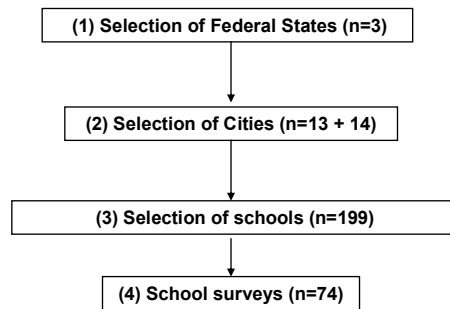 (1) Selection of Federal States (n=3)
(2) Selection of Cities (n=13 + 14)
(3) Selection of schools (n=199)
(4) School surveys (n=74)